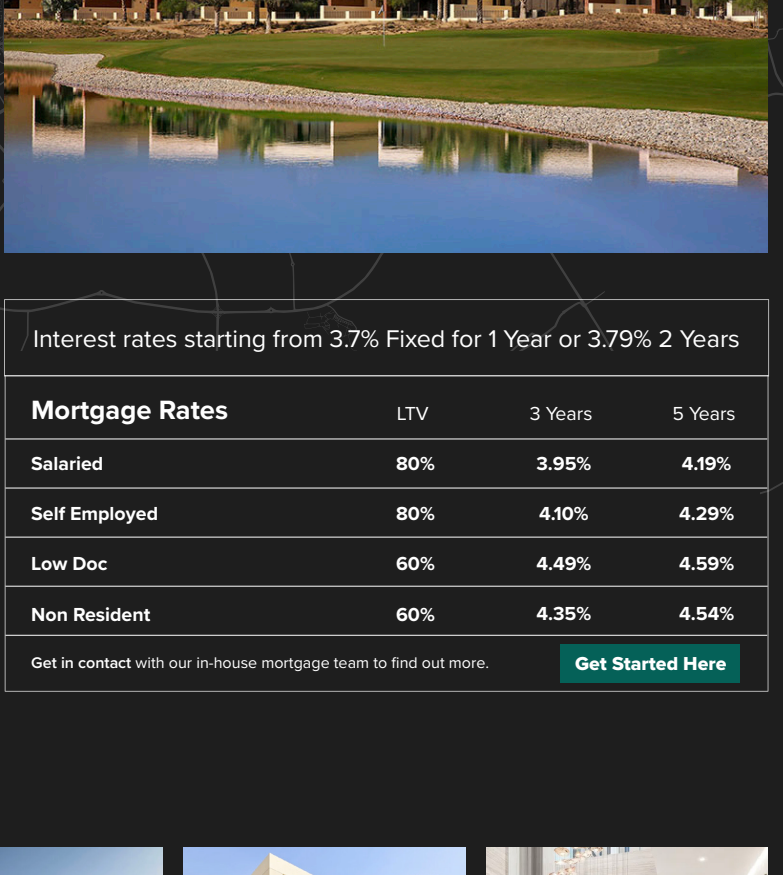 Interest rates starting from 3.7% Fixed for 1 Year or 3.79% 2 Years
Mortgage Rates LTV 3 Years 5 Years
Salaried 80% 3.95% 4.19%
Self Employed 80% 4.10% 4.29%
Low Doc 60% 4.49% 4.59%
Non Resident 60% 4.35% 4.54%
Get in contact with our in-house mortgage team to find out more. Get Started Here